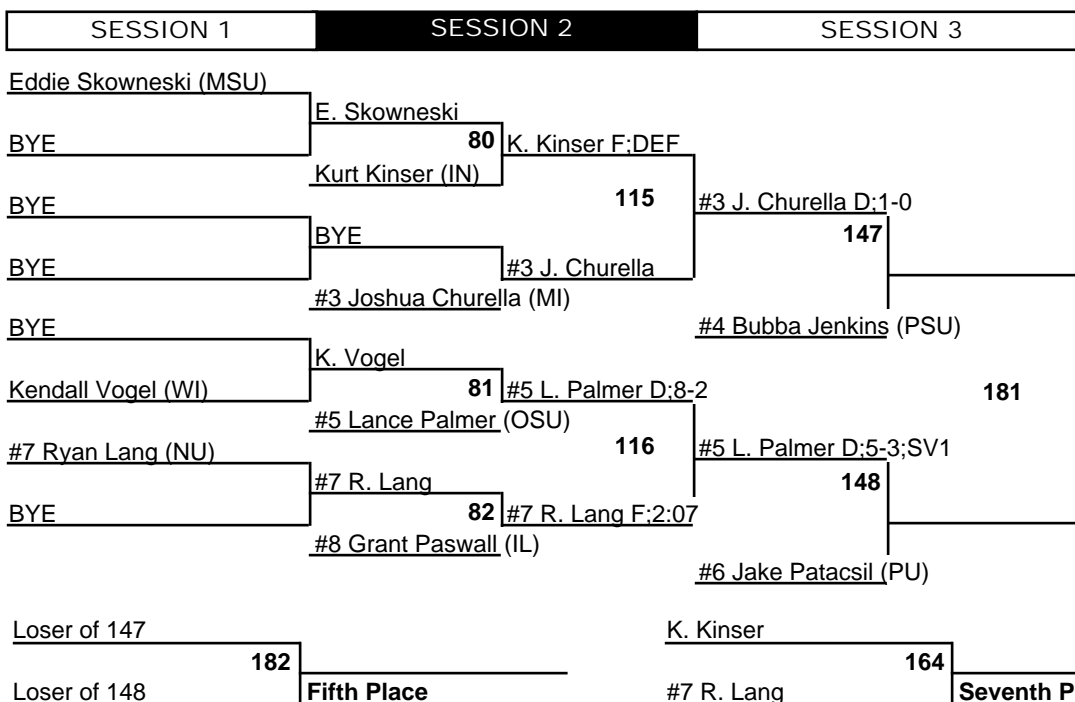 SESSION 1 SESSION 2 SESSION 3
Eddie Skowneski (MSU)
E. Skowneski
BYE 80 K. Kinser F;DEF
Kurt Kinser (IN)
115 #3 J. Churella D;1-0
BYE
BYE 147
BYE #3 J. Churella
#3 Joshua Churella (MI)
BYE #4 Bubba Jenkins (PSU)
K. Vogel
Kendall Vogel (WI) 81 #5 L. Palmer D;8-2 181
#5 Lance Palmer (OSU)
#7 Ryan Lang (NU) 116 #5 L. Palmer D;5-3;SV1
#7 R. Lang 148
BYE 82 #7 R. Lang F;2:07
#8 Grant Paswall (IL)
#6 Jake Patacsil (PU)
Loser of 147 K. Kinser
182 164
Loser of 148 Fifth Place #7 R. Lang Seventh P